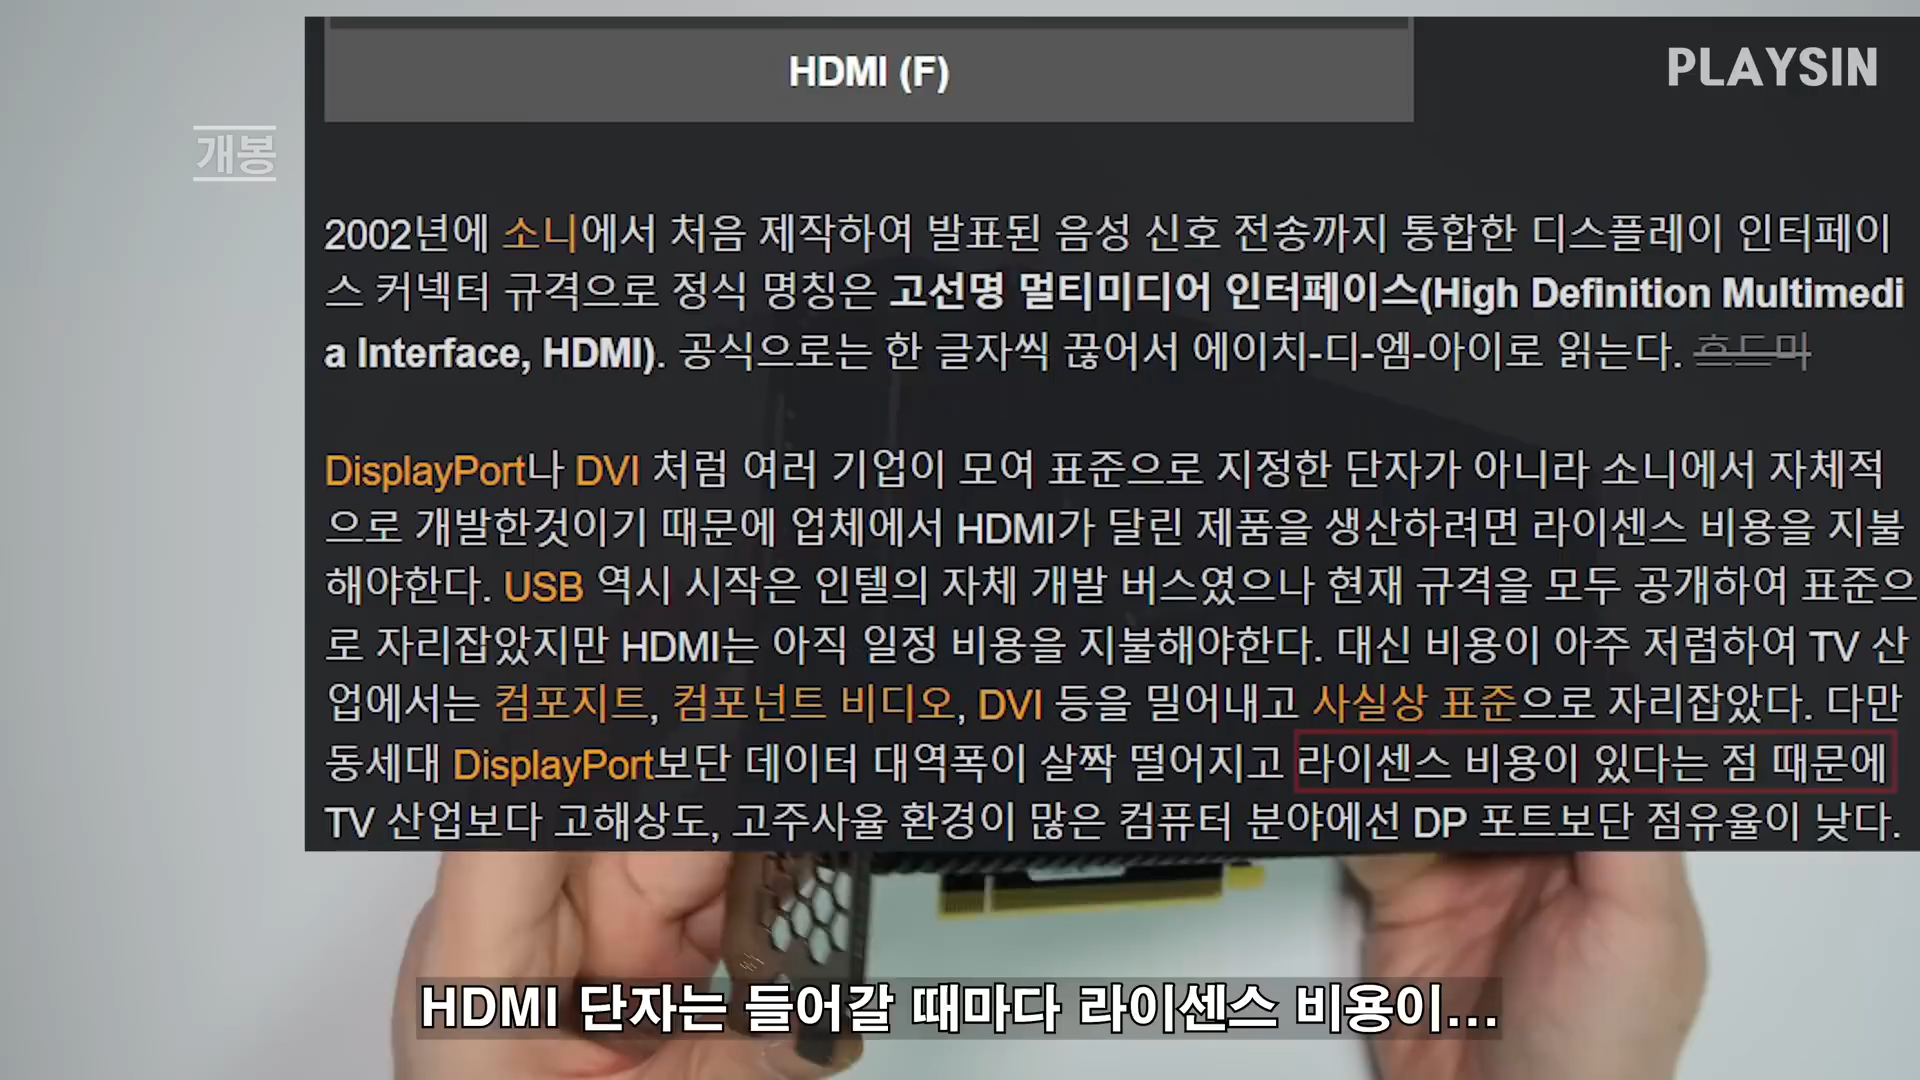 HDMI (F)
PLAYSIN
개봉
2002년에 소니에서 처음 제작하여 발표된 음성 신호 전송까지 통합한 디스플레이 인터페이
스 커넥터 규격으로 정식 명칭은 고선명 멀티미디어 인터페이스(High Definition Multimedi
a Interface, HDMI). 공식으로는 한 글자씩 끊어서 에이치-디-엠-아이로 읽는다. 흐드미
DisplayPort나 DVI 처럼 여러 기업이 모여 표준으로 지정한 단자가 아니라 소니에서 자체적
으로 개발한것이기 때문에 업체에서 HDMI가 달린 제품을 생산하려면 라이센스 비용을 지불
해야한다. USB 역시 시작은 인텔의 자체 개발 버스였으나 현재 규격을 모두 공개하여 표준으
로 자리잡았지만 HDMI는 아직 일정 비용을 지불해야한다. 대신 비용이 아주 저렴하여 TV 산
업에서는 컴포지트, 컴포넌트 비디오, DVI 등을 밀어내고 사실상 표준으로 자리잡았다. 다만
동세대 DisplayPort보단 데이터 대역폭이 살짝 떨어지고 라이센스 비용이 있다는 점 때문에
TV 산업보다 고해상도, 고주사율 환경이 많은 컴퓨터 분야에선 DP 포트보단 점유율이 낮다.
HDMI 단자는 들어갈 때마다 라이센스 비용이...